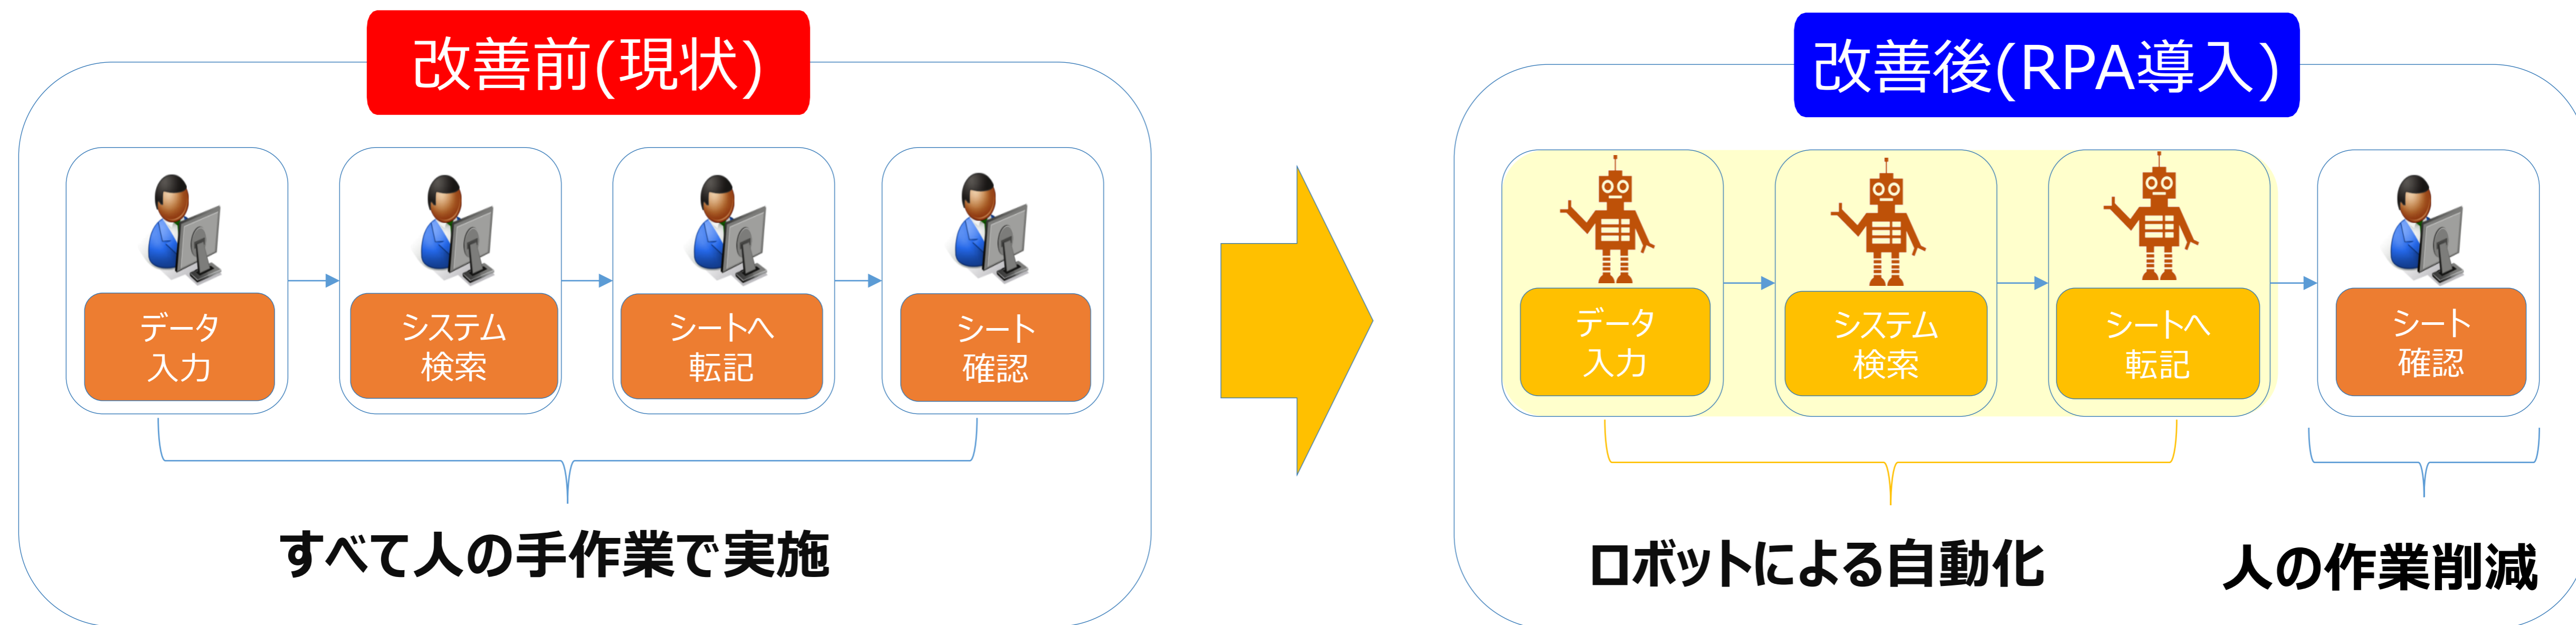 改善前(現状)
データ
入力
システム
検索
シートへ
転記
シート
確認
すべて人の手作業で実施
改善後(RPA導入)
データ
入力
システム
検索
シートへ
転記
シート
確認
ロボットによる自動化
人の作業削減